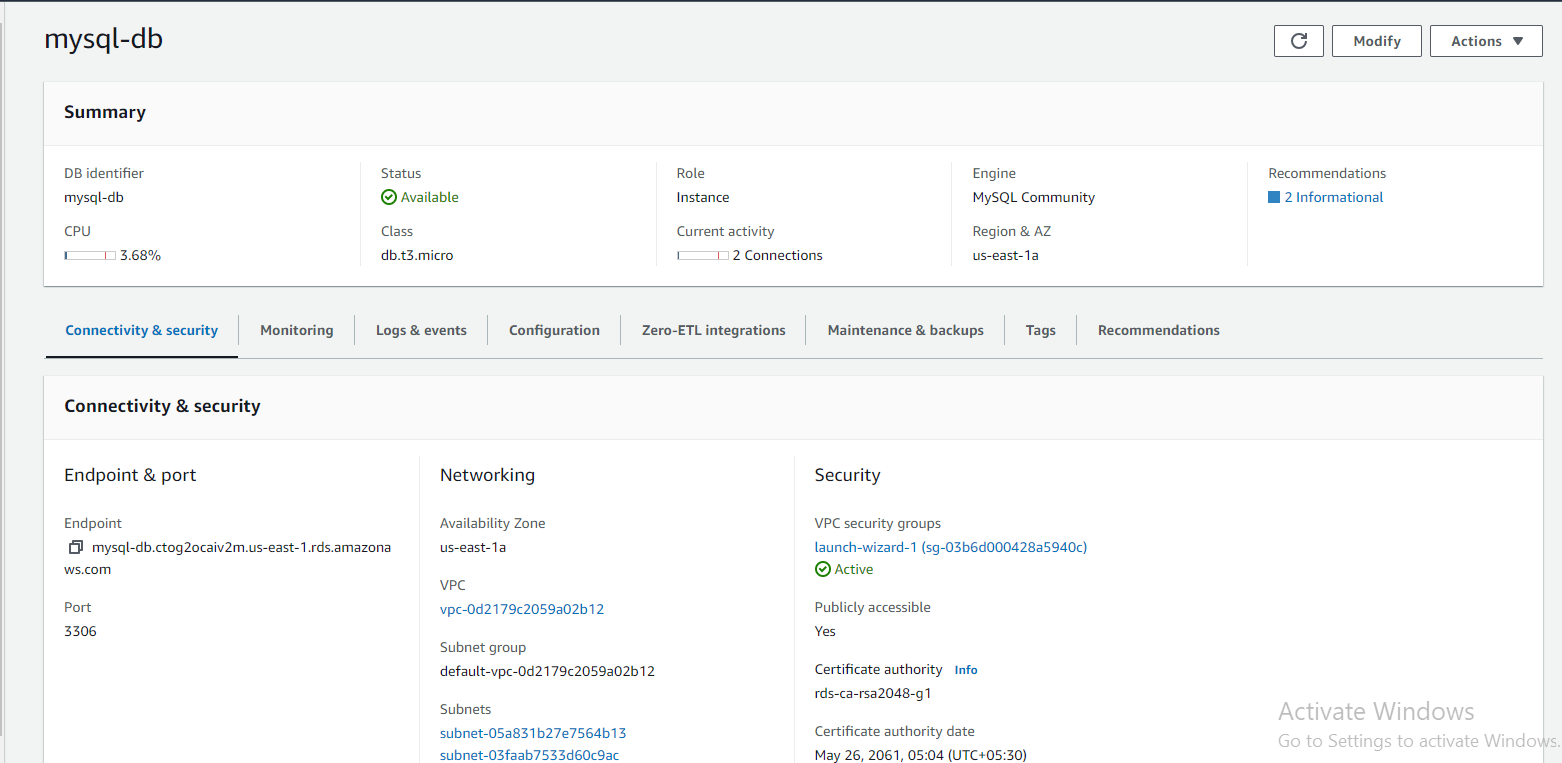 mysql-db
Modify
Actions
Summary
DB identifier
mysql-db
Status
Available
Role
Instance
Engine
MySQL Community
Recommendations
2 Informational
CPU
3.68%
Class
db.t3.micro
Current activity
2 Connections
Region & AZ
us-east-1a
Connectivity & security
Monitoring
Logs & events
Configuration
Zero-ETL integrations
Maintenance & backups
Tags
Recommendations
Connectivity & security
Endpoint & port
Endpoint
mysql-db.ctog2ocaiv2m.us-east-1.rds.amazona
ws.com
Port
3306
Networking
Availability Zone
us-east-1a
VPC
vpc-0d2179c2059a02b12
Subnet group
default-vpc-0d2179c2059a02b12
Subnets
subnet-05a831b27e7564b13
subnet-03faab7533d60c9ac
Security
VPC security groups
launch-wizard-1 (sg-03b6d000428a5940c)
Active
Publicly accessible
Yes
Certificate authority Info
rds-ca-rsa2048-g1
Certificate authority date
May 26, 2061, 05:04 (UTC+05:30)
Activate Windows
Go to Settings to activate Windows.